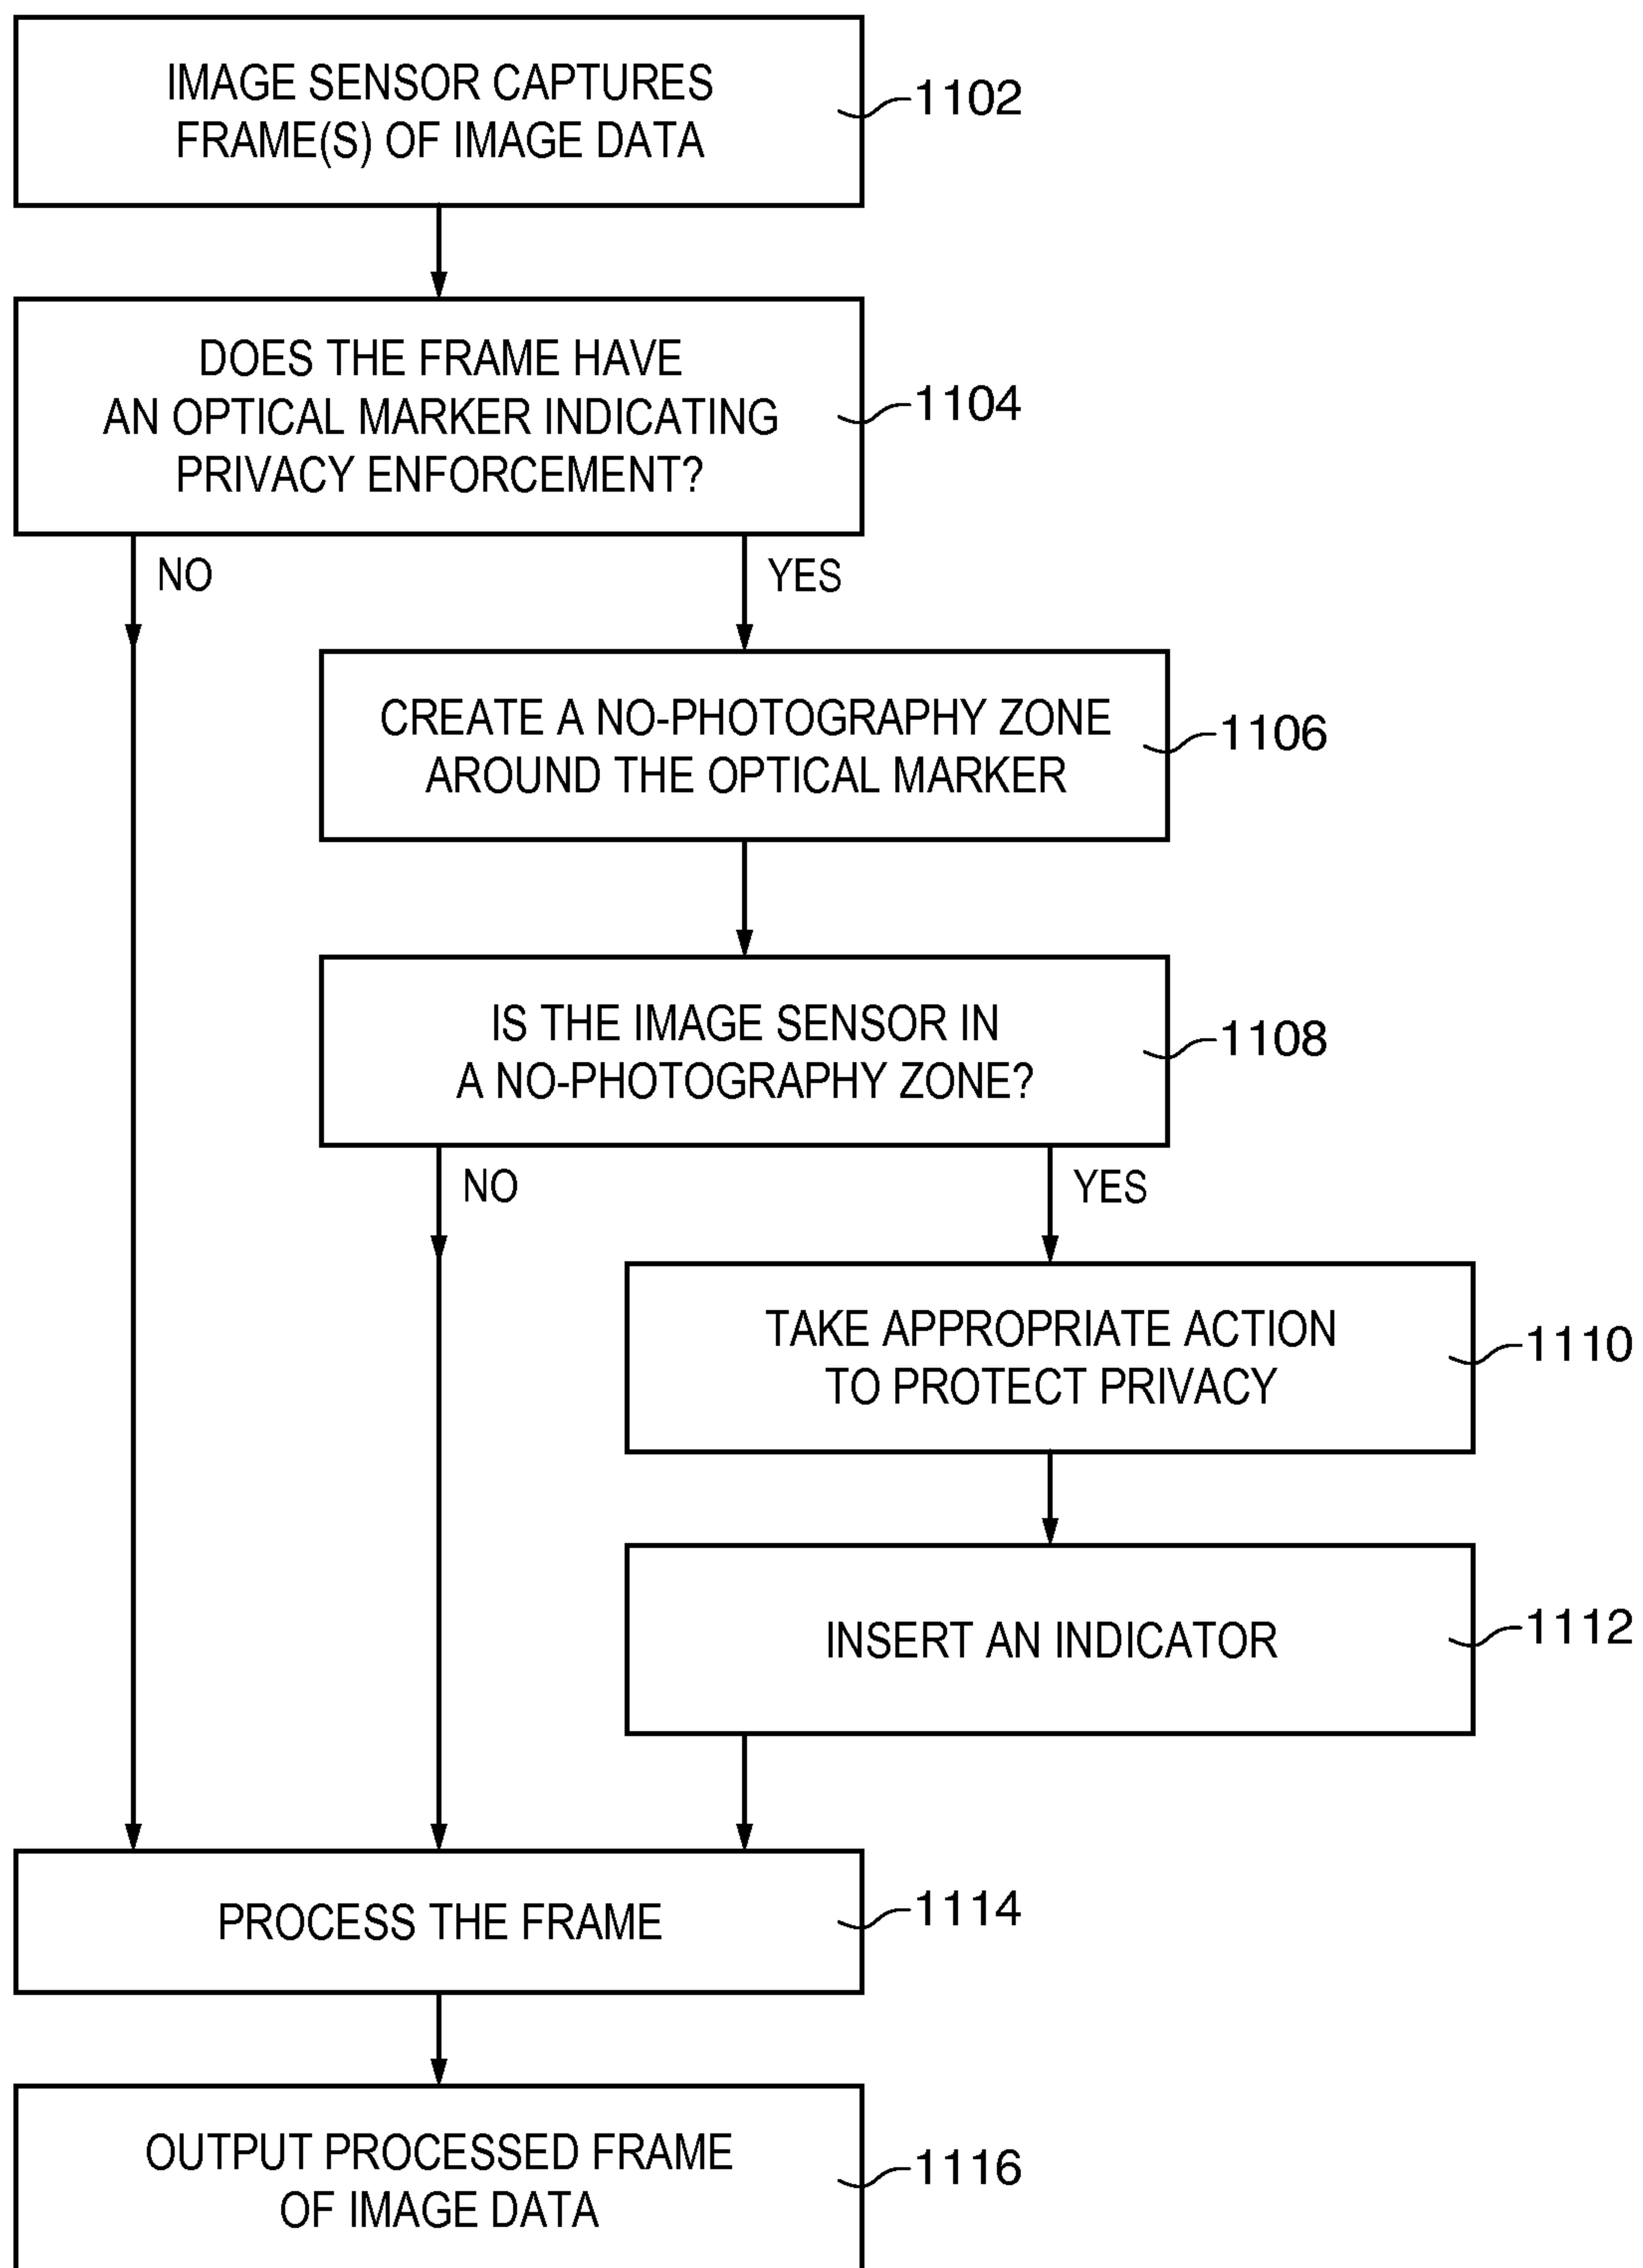 IMAGE SENSOR CAPTURES
FRAME(S) OF IMAGE DATA
1102
DOES THE FRAME HAVE
AN OPTICAL MARKER INDICATING
PRIVACY ENFORCEMENT?
1104
NO
YES
CREATE A NO-PHOTOGRAPHY ZONE
AROUND THE OPTICAL MARKER
1106
IS THE IMAGE SENSOR IN
A NO-PHOTOGRAPHY ZONE?
1108
NO
YES
TAKE APPROPRIATE ACTION
TO PROTECT PRIVACY
1110
INSERT AN INDICATOR
1112
PROCESS THE FRAME
1114
OUTPUT PROCESSED FRAME
OF IMAGE DATA
1116